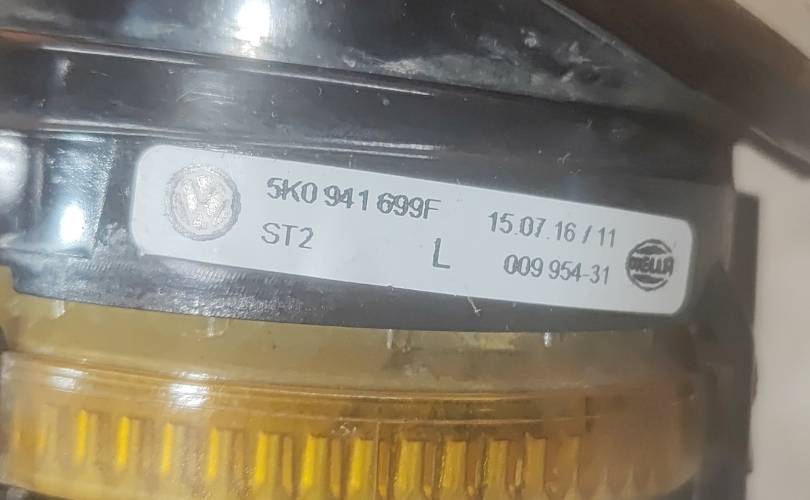 5K0 941 699F 15.07.16 / 11
ST2 L 009 954-31 HELLA